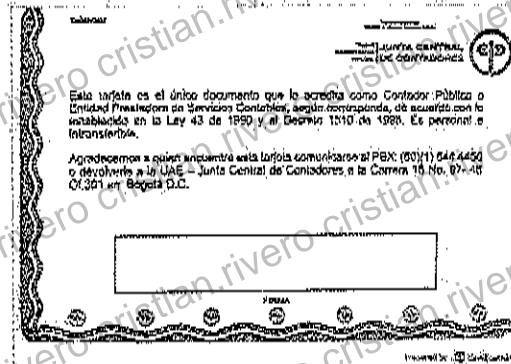 JUNTA CENTRAL
DE CONTADORES
Esta tarjeta es el único documento que lo acredita como Contador Público o
Entidad Prestadora de Servicios Contables, según corresponda, de acuerdo con lo
establecido en la Ley 43 de 1990 y el Decreto 1510 de 1998. Es personal e
intransferible.
Agradecemos a quien encuentre esta tarjeta comunicarse al PBX: (60)(1) 644 4450
o devolverla a la UAE – Junta Central de Contadores a la Carrera 16 No. 97- 46
Of.301 en Bogotá D.C.
FIRMA
cristian.rivero